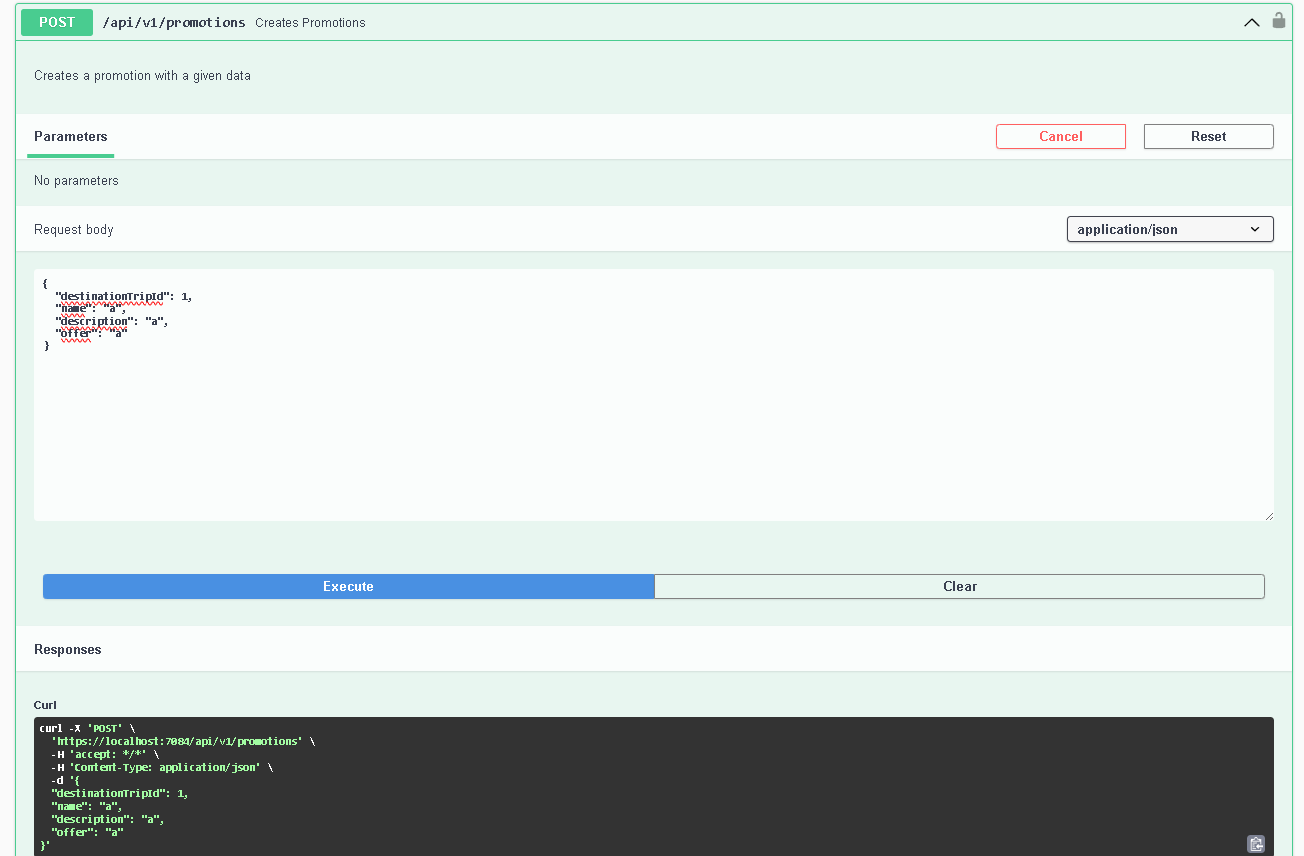 POST /api/v1/promotions Creates Promotions
Creates a promotion with a given data
Parameters Cancel Reset
No parameters
Request body application/json
{
  "destinationTripId": 1,
  "name": "a",
  "description": "a",
  "offer": "a"
}
Execute Clear
Responses
Curl
curl -X 'POST' \
  'https://localhost:7084/api/v1/promotions' \
  -H 'accept: */*' \
  -H 'Content-Type: application/json' \
  -d '{
  "destinationTripId": 1,
  "name": "a",
  "description": "a",
  "offer": "a"
}'